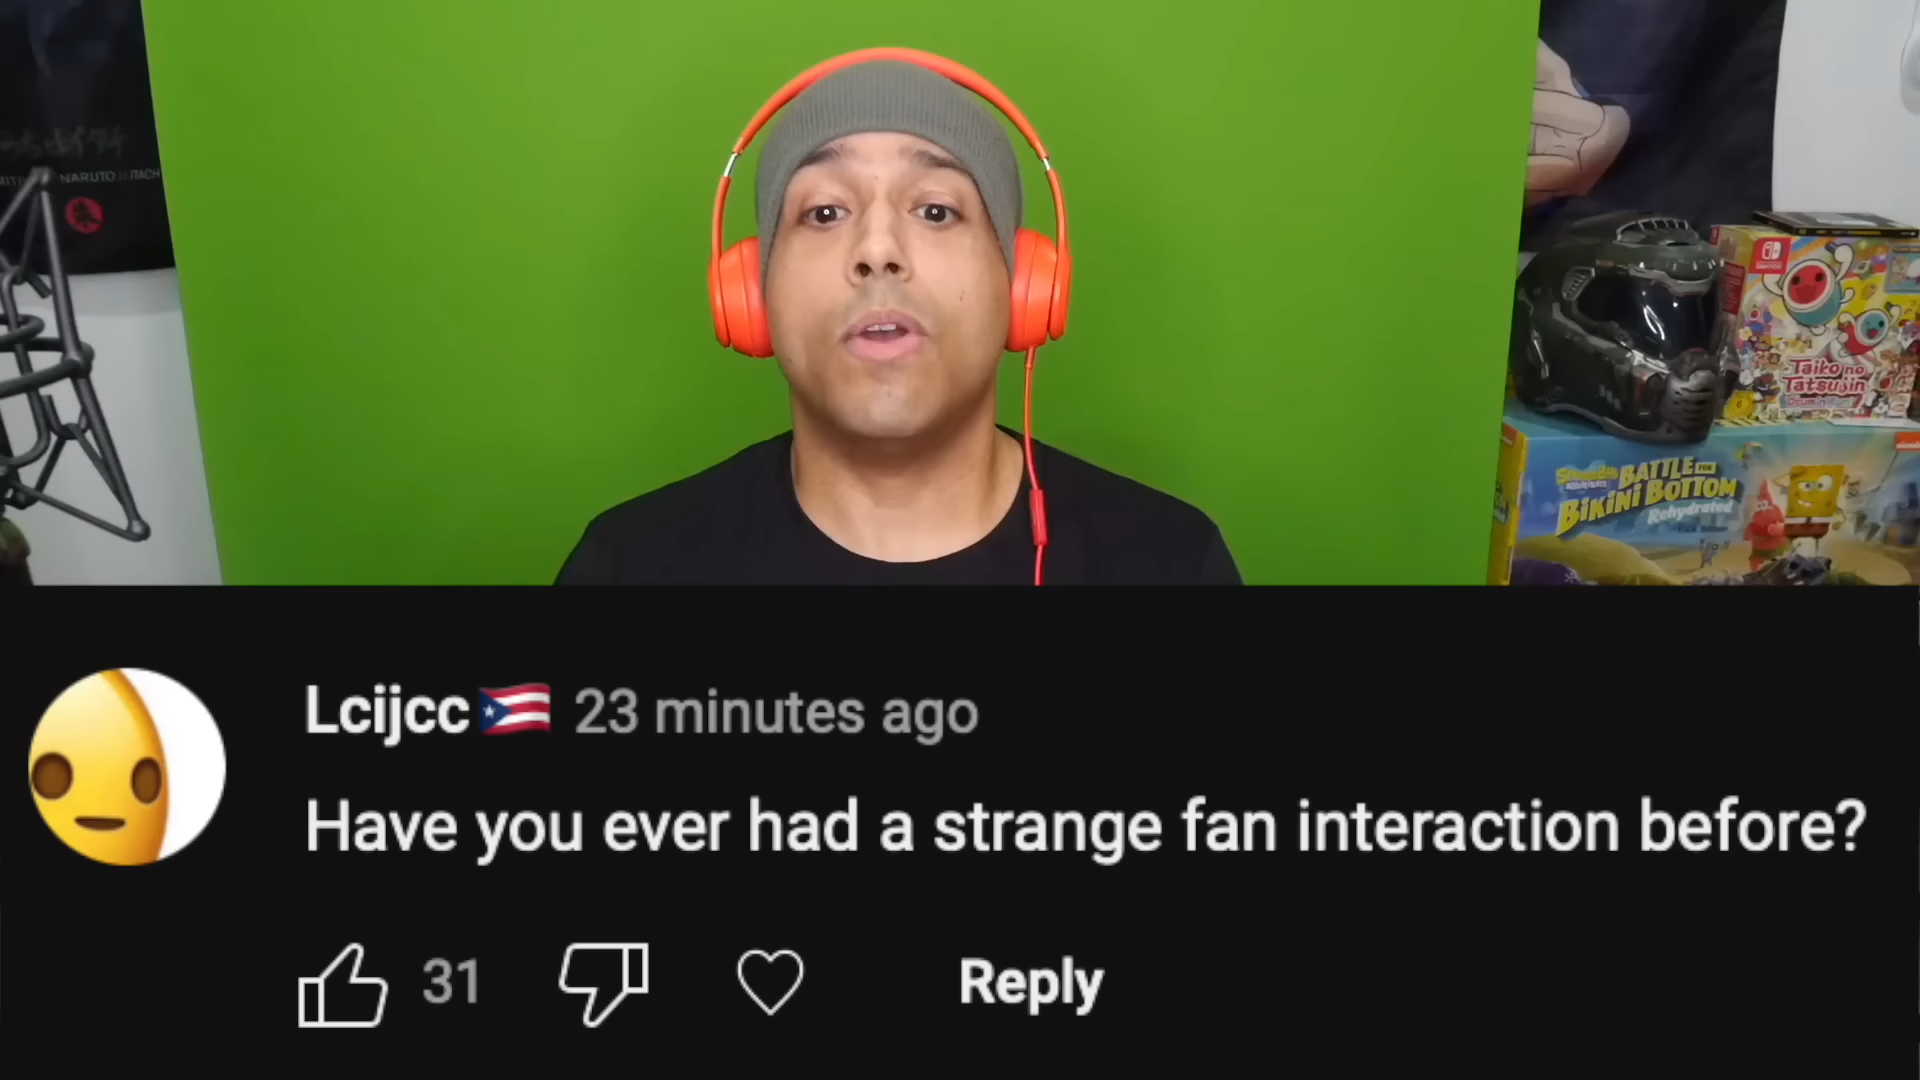 NARUTO
Taiko no
Tatsujin
BATTLE FOR
BiKiNi BOTTOM
Rehydrated
Lcijcc🇵🇷 23 minutes ago
Have you ever had a strange fan interaction before?
31
Reply